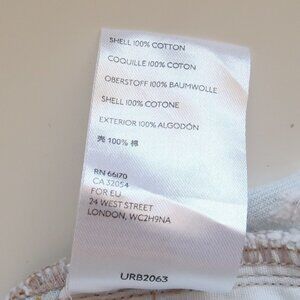 SHELL 100% COTTON
COQUILLE 100% COTON
OBERSTOFF 100% BAUMWOLLE
SHELL 100% COTONE
EXTERIOR 100% ALGODÓN
売 100% 棉
RN 66170
CA 32054
FOR EU
24 WEST STREET
LONDON, WC2H9NA
URB2063